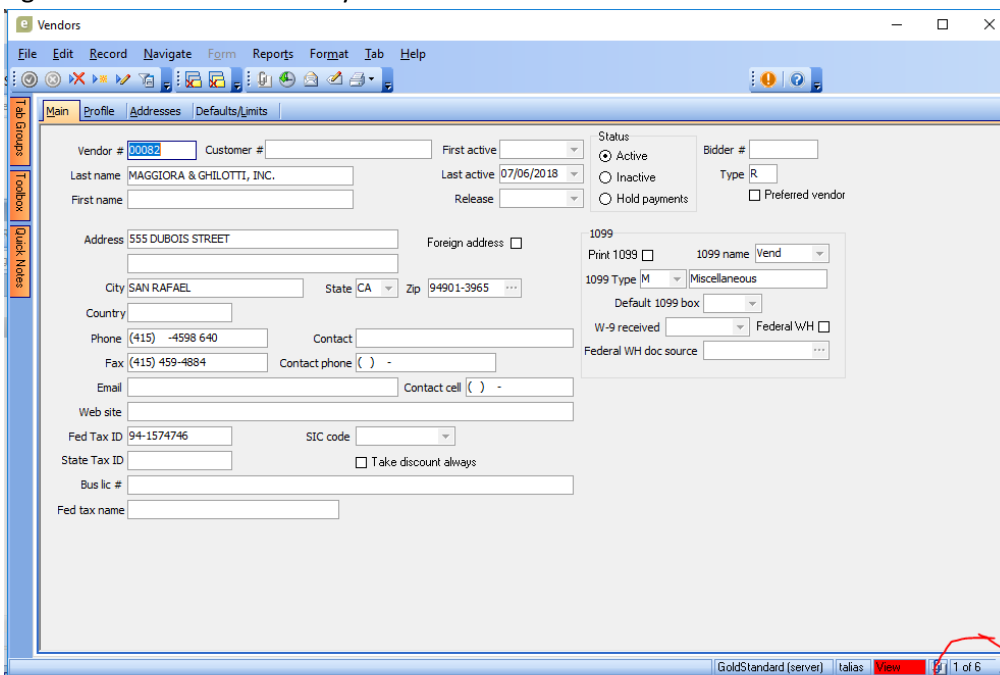 Vendors
File Edit Record Navigate Form Reports Format Tab Help
Tab Groups
Toolbox
Quick Notes
Main Profile Addresses Defaults/Limits
Vendor # 00082 Customer # First active Status Bidder #
Active
Last name MAGGIORA & GHILOTTI, INC. Last active 07/06/2018 Inactive Type R
First name Release Hold payments Preferred vendor
Address 555 DUBOIS STREET Foreign address 1099
Print 1099 1099 name Vend
City SAN RAFAEL State CA Zip 94901-3965 ... 1099 Type M Miscellaneous
Country Default 1099 box
Phone (415) -4598 640 Contact W-9 received Federal WH
Fax (415) 459-4884 Contact phone ( ) - Federal WH doc source ...
Email Contact cell ( ) -
Web site
Fed Tax ID 94-1574746 SIC code
State Tax ID Take discount always
Bus lic #
Fed tax name
GoldStandard (server) talias View 1 of 6